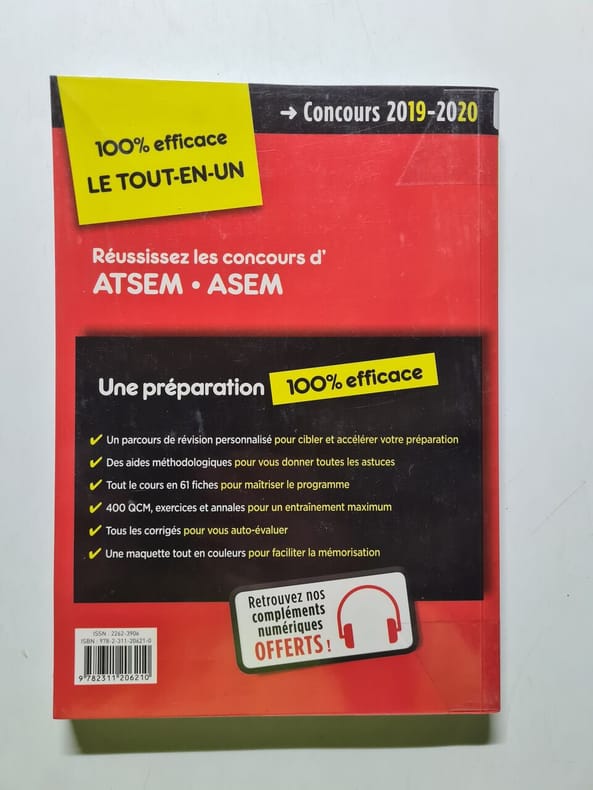 100% efficace
LE TOUT-EN-UN
➔ Concours 2019-2020
Réussissez les concours d'
ATSEM • ASEM
Une préparation 100% efficace
✔ Un parcours de révision personnalisé pour cibler et accélérer votre préparation
✔ Des aides méthodologiques pour vous donner toutes les astuces
✔ Tout le cours en 61 fiches pour maîtriser le programme
✔ 400 QCM, exercices et annales pour un entraînement maximum
✔ Tous les corrigés pour vous auto-évaluer
✔ Une maquette tout en couleurs pour faciliter la mémorisation
Retrouvez nos
compléments
numériques
OFFERTS !
ISSN : 2262-3906
ISBN : 978-2-311-20621-0
9 782311 206210